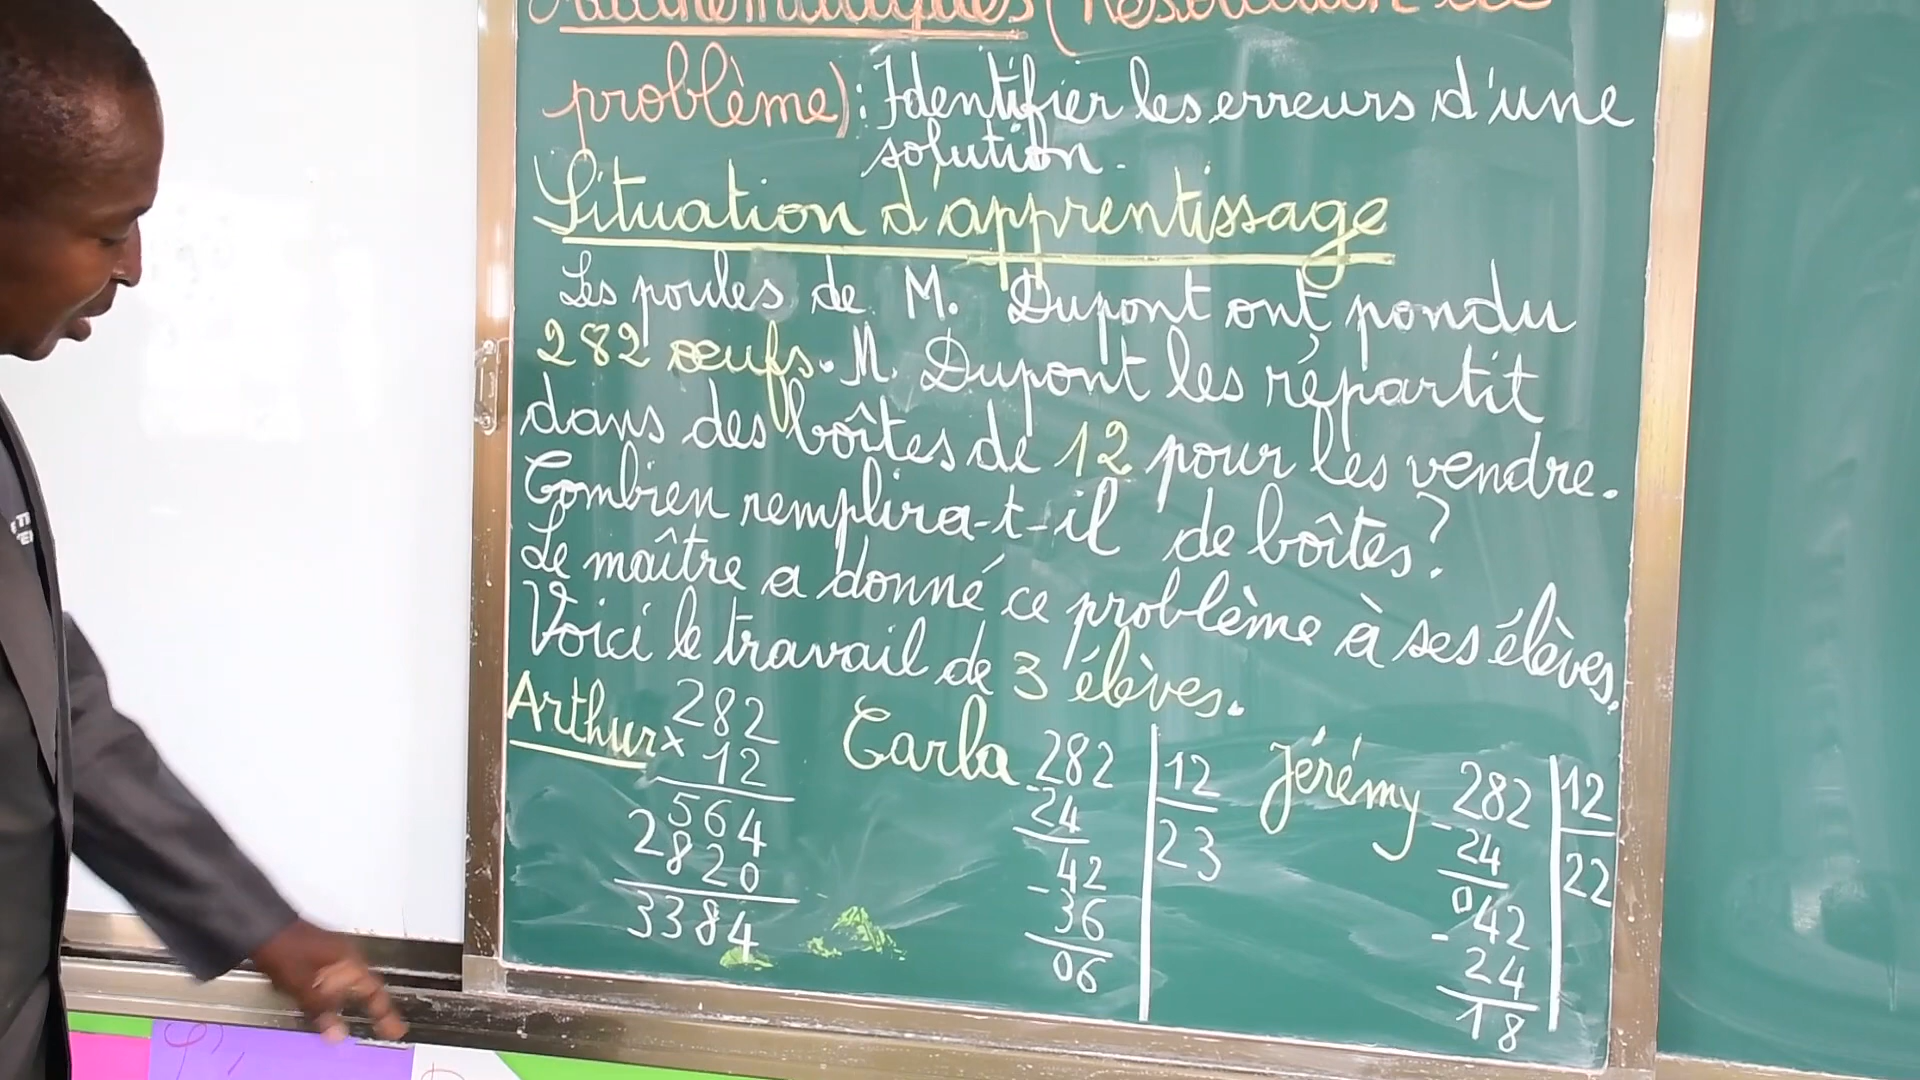 Mathématiques (Résolution de
problème) : Identifier les erreurs d'une
solution.
Situation d'apprentissage
Les poules de M. Dupont ont pondu
282 œufs. M. Dupont les répartit
dans des boîtes de 12 pour les vendre.
Combien remplira-t-il de boîtes ?
Le maître a donné ce problème à ses élèves.
Voici le travail de 3 élèves.
Arthur
282
× 12
564
2820
3384
Carla
282 | 12
-24 | 23
42
-36
06
Jérémy
282 | 12
-24 | 22
042
-24
18